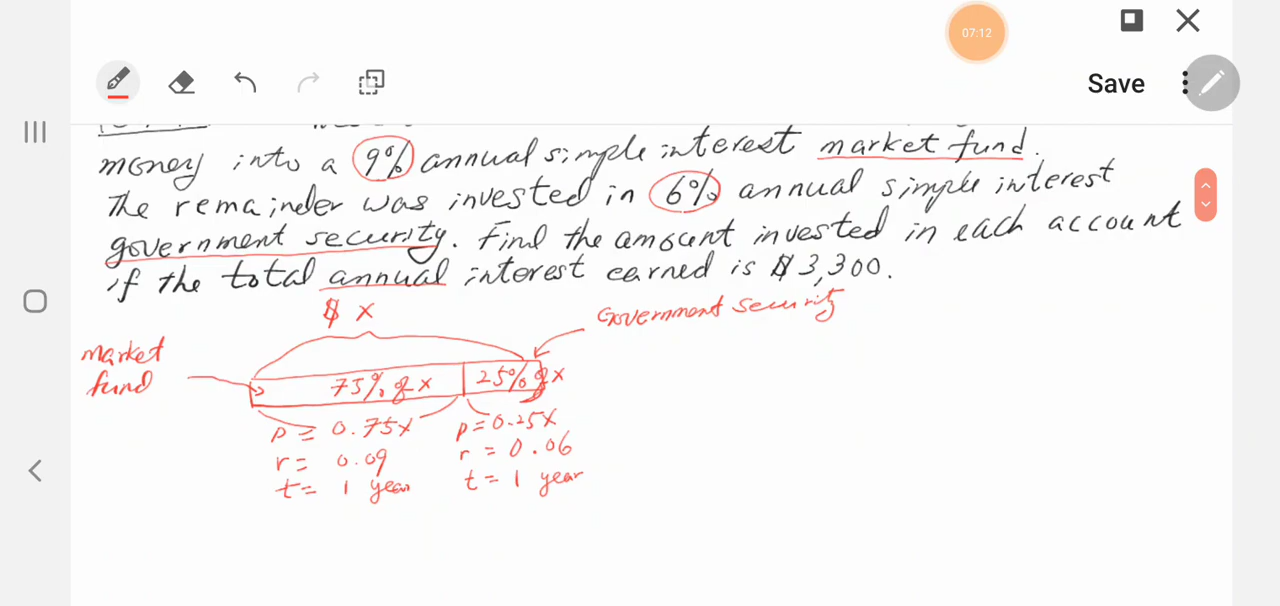 07:12
Save
money into a 9% annual simple interest market fund.
The remainder was invested in 6% annual simple interest
government security. Find the amount invested in each account
if the total annual interest earned is $3,300.
$ x
Government security
market
fund
75% of x 25% of x
P = 0.75x P = 0.25x
r = 0.09 r = 0.06
t = 1 year t = 1 year